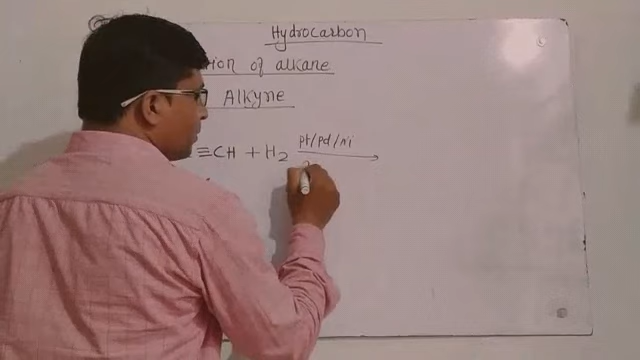 Hydrocarbon
tion of alkane
Alkyne
≡CH + H2 pt/pd/Ni